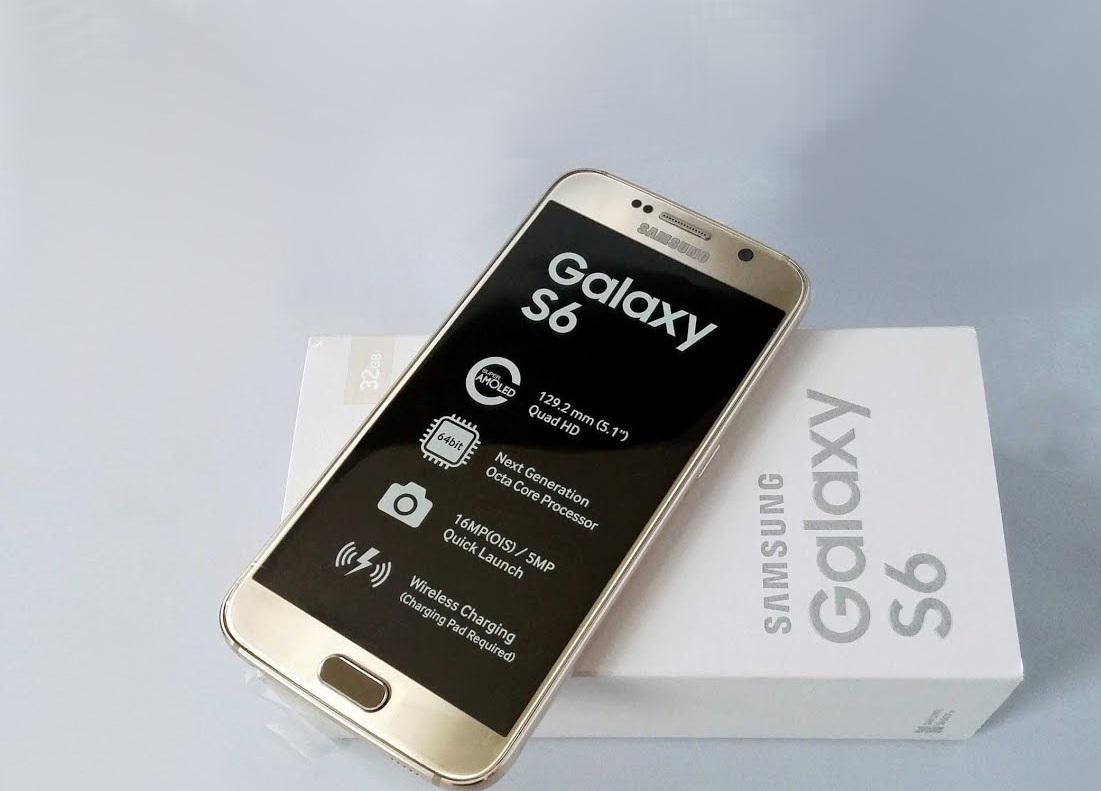 SAMSUNG
Galaxy
S6
SUPER
AMOLED
129.2 mm (5.1")
Quad HD
64bit
Next Generation
Octa Core Processor
16MP(OIS) / 5MP
Quick Launch
Wireless Charging
(Charging Pad Required)
32GB
SAMSUNG
Galaxy
S6